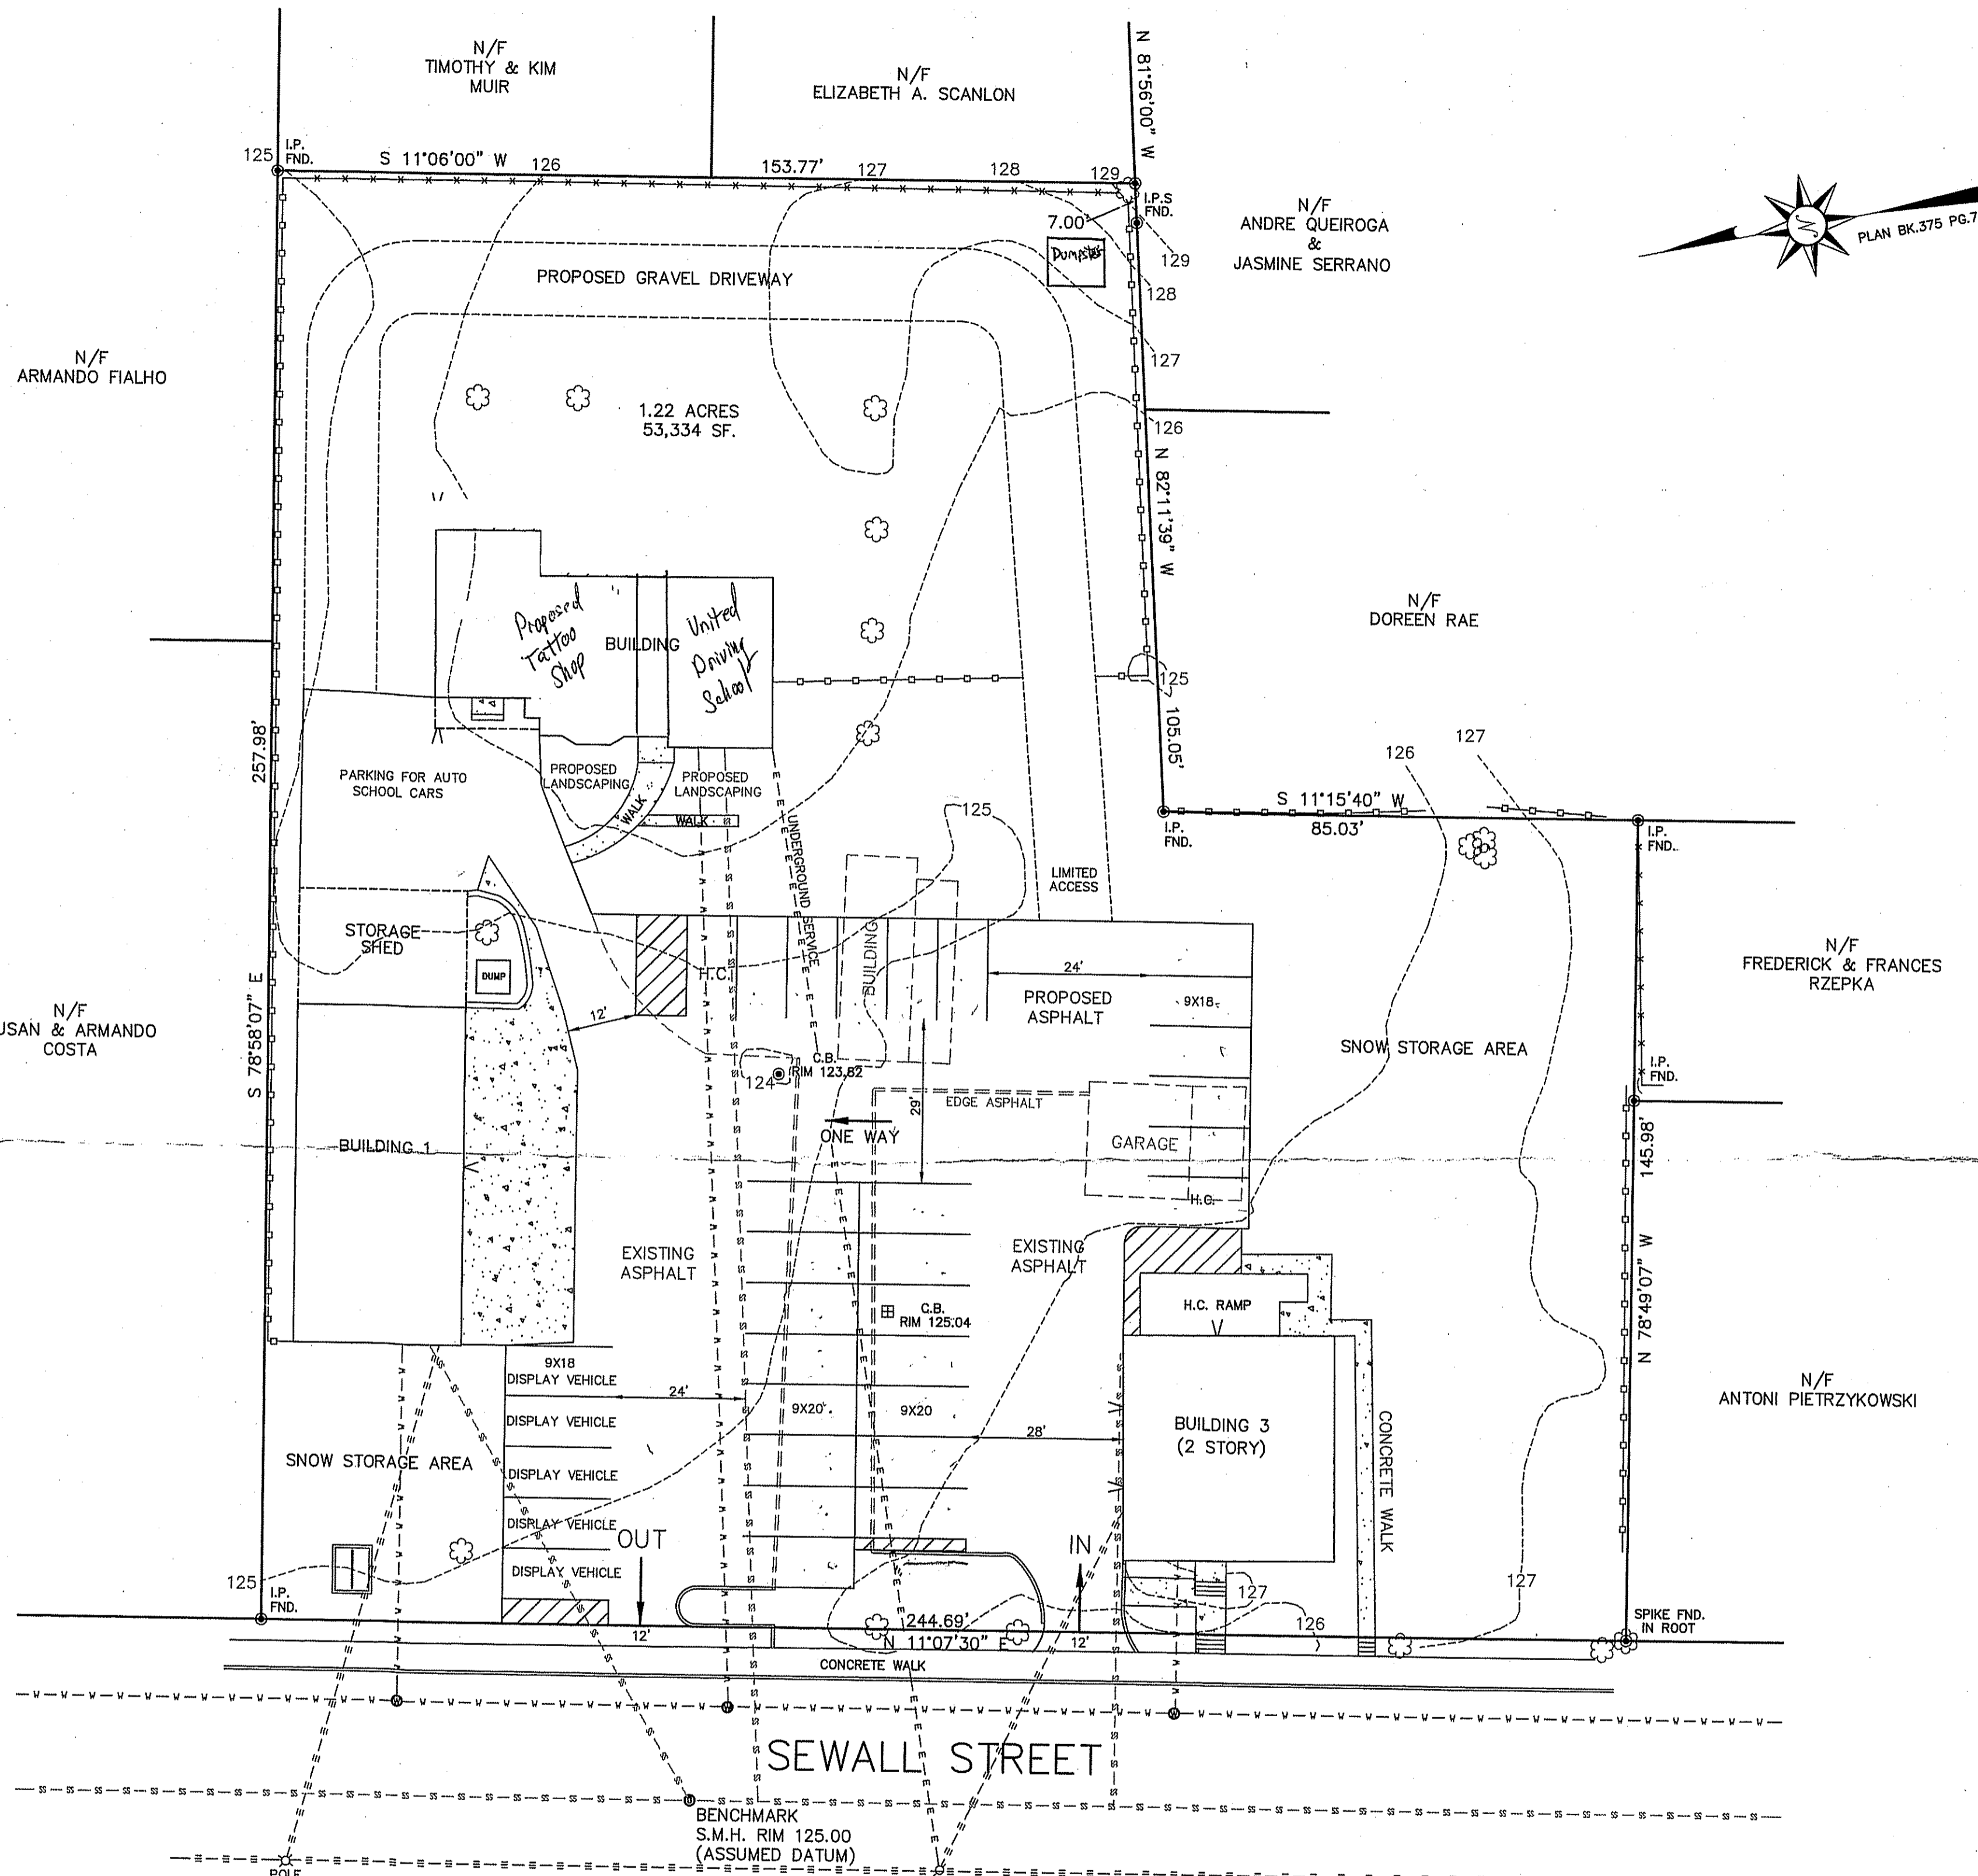 N/F
TIMOTHY & KIM
MUIR
N/F
ELIZABETH A. SCANLON
N 81°56'00" W
125
I.P.
FND.
S 11°06'00" W
126
153.77'
127
128
129
I.P.S
FND.
7.00'
Dumpster
N/F
ANDRE QUEIROGA
&
JASMINE SERRANO
N
PLAN BK.375 PG.7
129
128
127
126
PROPOSED GRAVEL DRIVEWAY
N/F
ARMANDO FIALHO
1.22 ACRES
53,334 SF.
N 82°11'39" W
105.05'
125
N/F
DOREEN RAE
Proposed
Tattoo
Shop
BUILDING
United
Driving
School
257.98'
S 78°58'07" E
PARKING FOR AUTO
SCHOOL CARS
PROPOSED
LANDSCAPING
WALK
PROPOSED
LANDSCAPING
WALK
UNDERGROUND SERVICE
125
126
127
S 11°15'40" W
85.03'
I.P.
FND.
I.P.
FND.
LIMITED
ACCESS
STORAGE
SHED
DUMP
H.C.
BUILDING
24'
PROPOSED
ASPHALT
9X18
N/F
FREDERICK & FRANCES
RZEPKA
N/F
USAN & ARMANDO
COSTA
12'
SNOW STORAGE AREA
C.B.
RIM 123.82
124
I.P.
FND.
29'
EDGE ASPHALT
ONE WAY
GARAGE
H.C.
BUILDING 1
145.98'
N 78°49'07" W
EXISTING
ASPHALT
EXISTING
ASPHALT
C.B.
RIM 125.04
H.C. RAMP
9X18
DISPLAY VEHICLE
24'
DISPLAY VEHICLE
9X20
9X20
28'
BUILDING 3
(2 STORY)
CONCRETE WALK
N/F
ANTONI PIETRZYKOWSKI
SNOW STORAGE AREA
DISPLAY VEHICLE
DISPLAY VEHICLE
DISPLAY VEHICLE
OUT
IN
125
I.P.
FND.
127
127
126
SPIKE FND.
IN ROOT
12'
244.69'
N 11°07'30" E
12'
CONCRETE WALK
SEWALL STREET
BENCHMARK
S.M.H. RIM 125.00
(ASSUMED DATUM)
POLE